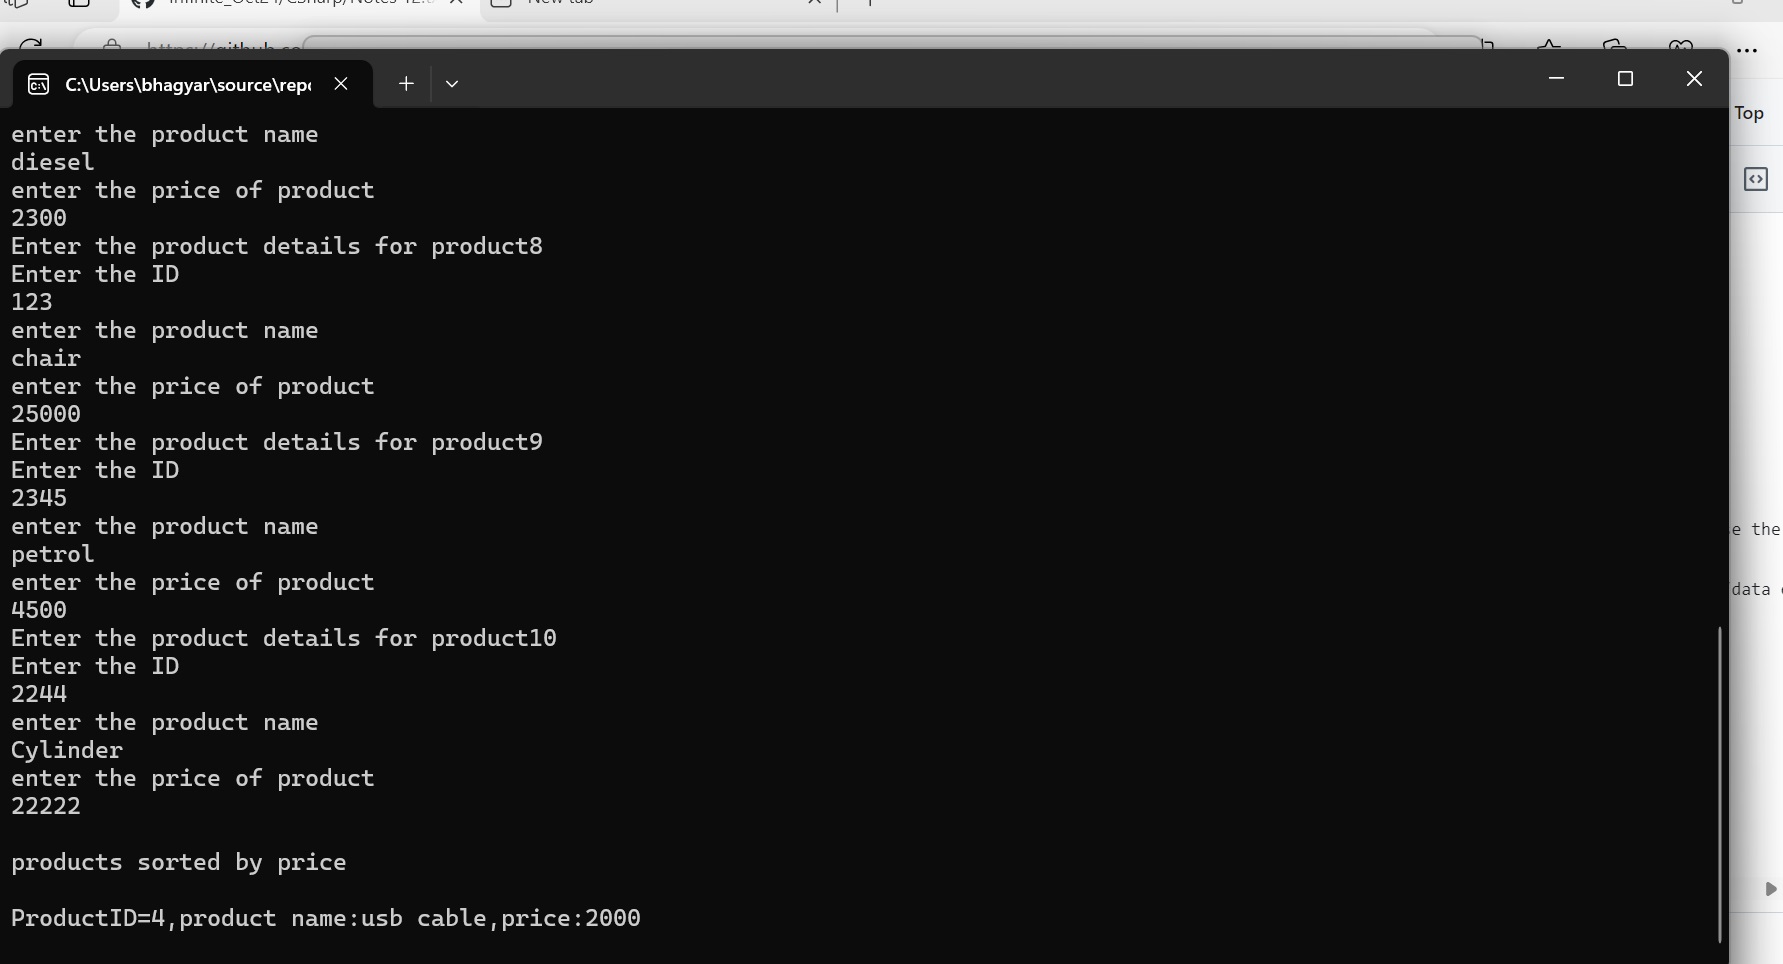 New tab
C:\Users\bhagyar\source\repo
Top
enter the product name
diesel
enter the price of product
2300
Enter the product details for product8
Enter the ID
123
enter the product name
chair
enter the price of product
25000
Enter the product details for product9
Enter the ID
2345
enter the product name
petrol
enter the price of product
4500
Enter the product details for product10
Enter the ID
2244
enter the product name
Cylinder
enter the price of product
22222
products sorted by price
ProductID=4,product name:usb cable,price:2000
the
data